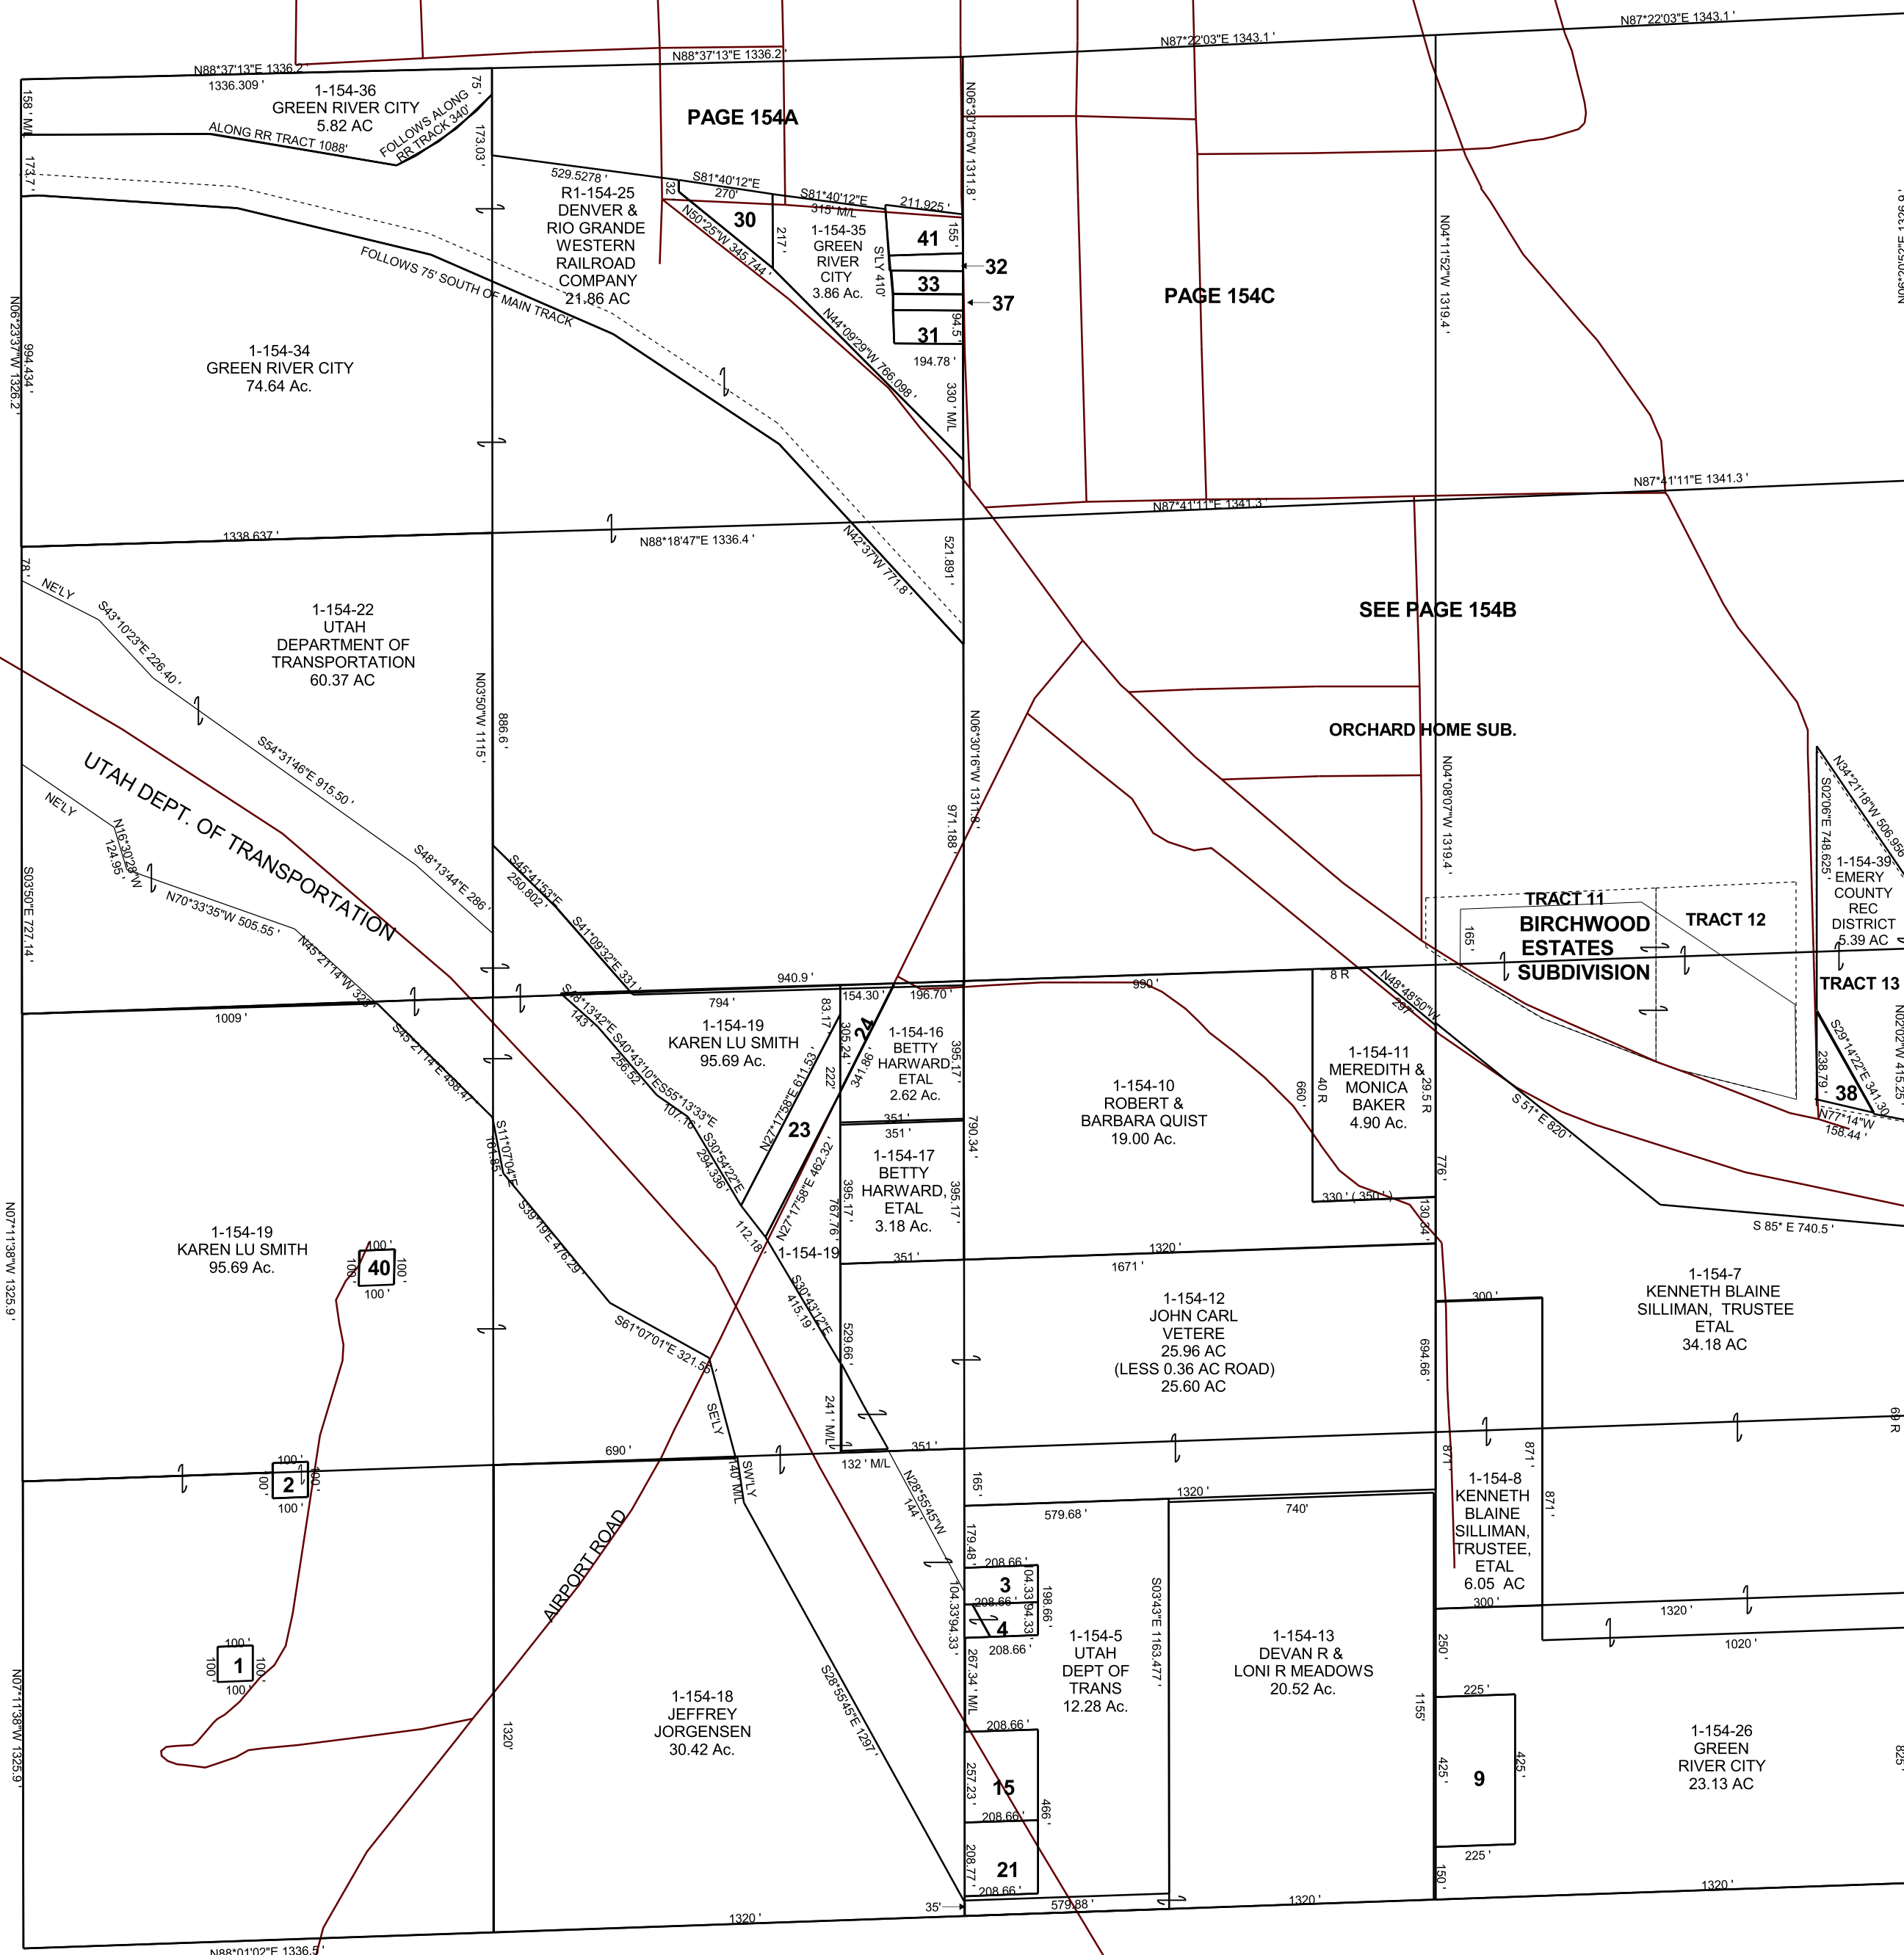 N87*22'03"E 1343.1 '
N87*22'03"E 1343.1 '
N88*37'13"E 1336.2 '
N88*37'13"E 1336.2 '
1336.309 '
1-154-36
GREEN RIVER CITY
5.82 AC
158 ' M/L
75 '
FOLLOWS ALONG
RR TRACK 340'
ALONG RR TRACT 1088'
173.7 '
173.03 '
PAGE 154A
N06*30'16"W 1311.8 '
529.5278 '
R1-154-25
DENVER &
RIO GRANDE
WESTERN
RAILROAD
COMPANY
21.86 AC
32 '
S81*40'12"E
270'
S81*40'12"E
315' M/L
211.925 '
30
N50*25"W 345.744 '
217 '
1-154-35
GREEN
RIVER
CITY
3.86 Ac.
S'LY 410'
41
155 '
32
33
37
31
94.5 '
194.78 '
330 ' M/L
N44*09'29"W 766.098 '
PAGE 154C
N04*11'52"W 1319.4 '
FOLLOWS 75' SOUTH OF MAIN TRACK
N06*23'37"W 1326.2 '
994.434 '
1-154-34
GREEN RIVER CITY
74.64 Ac.
N87*41'11"E 1341.3 '
N87*41'11"E 1341.3 '
1338.637 '
N88*18'47"E 1336.4 '
N42*37'W 771.8 '
521.891 '
78 '
NE'LY
S43*10'23"E 226.40 '
1-154-22
UTAH
DEPARTMENT OF
TRANSPORTATION
60.37 AC
SEE PAGE 154B
N03*50"W 1115 '
886.6 '
S54*31'46"E 915.50 '
N06*30'16"W 1311.8 '
971.188 '
ORCHARD HOME SUB.
N04*08'07"W 1319.4 '
UTAH DEPT. OF TRANSPORTATION
NE'LY
N16*30'28"W
124.95 '
N70*33'35"W 505.55 '
S48*13'44"E 286 '
S45*41'53"E
250.802 '
S41*09'32"E 331 '
S03*50"E 727.14 '
N45*21'14"W 328 '
N34*21'18"W 506.956
S02*06"E 748.625 '
1-154-39
EMERY
COUNTY
REC
DISTRICT
5.39 AC
TRACT 11
BIRCHWOOD
ESTATES
SUBDIVISION
TRACT 12
165 '
TRACT 13
1009 '
940.9 '
794 '
154.30 '
196.70 '
990 '
8 R
N48*48'50"W
297'
S48*13'42"E
143 '
S40*43'10"E
256.52 '
S55*13'33"E
107.16 '
S30*54'22"E
294.336 '
1-154-19
KAREN LU SMITH
95.69 Ac.
83.17 '
305.24 '
24
341.86 '
222'
1-154-16
BETTY
HARWARD,
ETAL
2.62 Ac.
395.17 '
N27*17'58"E 611.53 '
23
N27*17'58"E 462.32 '
351 '
351 '
790.34 '
1-154-17
BETTY
HARWARD,
ETAL
3.18 Ac.
395.17 '
767.76 '
395.17 '
1-154-10
ROBERT &
BARBARA QUIST
19.00 Ac.
660 '
40 R
1-154-11
MEREDITH &
MONICA
BAKER
4.90 Ac.
29.5 R
330 ' ( 350 ' )
776 '
130.34 '
S 51* E 820 '
S29*14'22"E 341.30
238.79 '
38
N77*14"W
158.44 '
N02*02"W 415.25 '
S 85* E 740.5 '
S45*21'14"E 458.47 '
S11*07'04"E
161.85 '
S39*19'E 476.29 '
112.18 '
1-154-19
351 '
1320 '
1671 '
N07*11'38"W 1325.9 '
1-154-19
KAREN LU SMITH
95.69 Ac.
100 '
100 '
40
100 '
100 '
S30*43'12"E
415.19 '
529.66 '
1-154-12
JOHN CARL
VETERE
25.96 AC
(LESS 0.36 AC ROAD)
25.60 AC
694.66 '
300 '
1-154-7
KENNETH BLAINE
SILLIMAN, TRUSTEE
ETAL
34.18 AC
S61*07'01"E 321.56 '
SE'LY
241 ' M/L
690 '
132 ' M/L
351 '
69 R
871 '
871 '
871 '
100 '
100 '
2
100 '
100 '
140' M/L
SW'LY
N28*55'45"W
144 '
165 '
1320 '
579.68 '
740'
1-154-8
KENNETH
BLAINE
SILLIMAN,
TRUSTEE,
ETAL
6.05 AC
AIRPORT ROAD
179.48 '
208.66 '
3
104.33 '
104.33 '
198.66 '
208.66 '
4
94.33 '
94.33 '
208.66 '
S03'43"E 1163.477 '
300 '
1320 '
1020 '
250 '
100 '
100 '
1
100 '
100 '
1-154-5
UTAH
DEPT OF
TRANS
12.28 Ac.
1-154-13
DEVAN R &
LONI R MEADOWS
20.52 Ac.
267.34 ' M/L
1155'
225 '
425 '
9
425 '
225 '
N07*11'38"W 1325.9 '
1-154-18
JEFFREY
JORGENSEN
30.42 Ac.
1320'
S28*55'45"E 1297 '
208.66 '
257.23 '
15
466 '
208.66 '
208.77 '
21
208.66 '
1-154-26
GREEN
RIVER CITY
23.13 AC
825 '
150 '
35'
579.88 '
1320 '
1320 '
1320 '
N88*01'02"E 1336.5 '